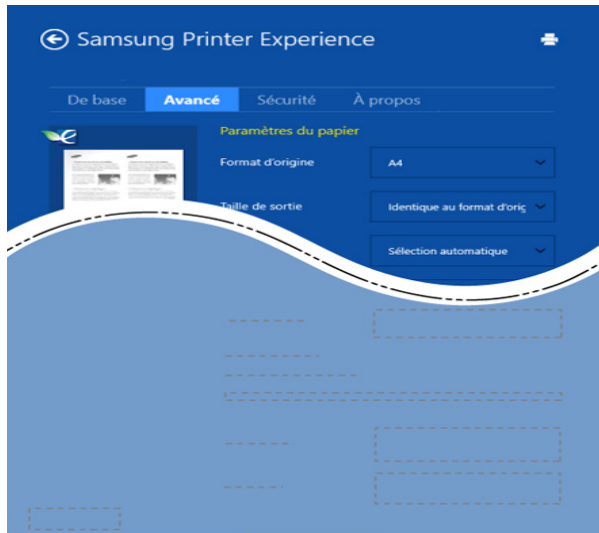 Samsung Printer Experience
De base Avancé Sécurité À propos
Paramètres du papier
Format d'origine A4
Taille de sortie Identique au format d'orig
Sélection automatique